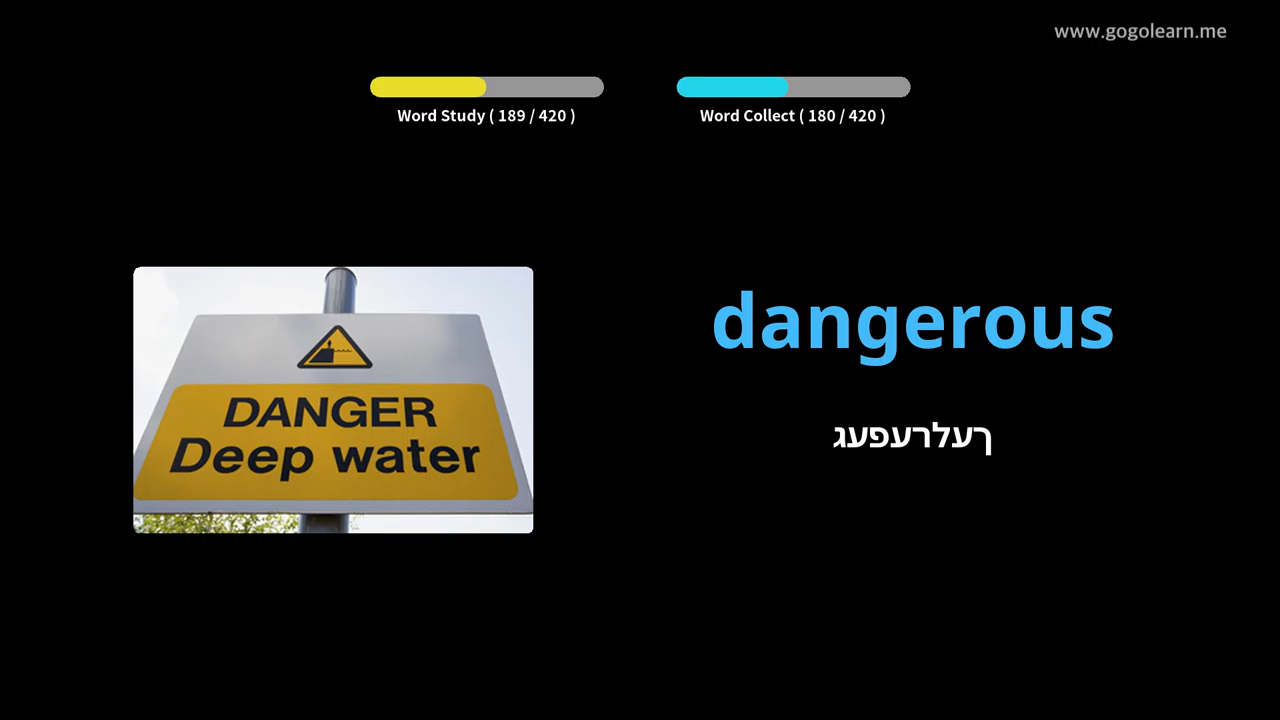 www.gogolearn.me
Word Study ( 189 / 420 )
Word Collect ( 180 / 420 )
DANGER
Deep water
dangerous
ךעלרעפעג